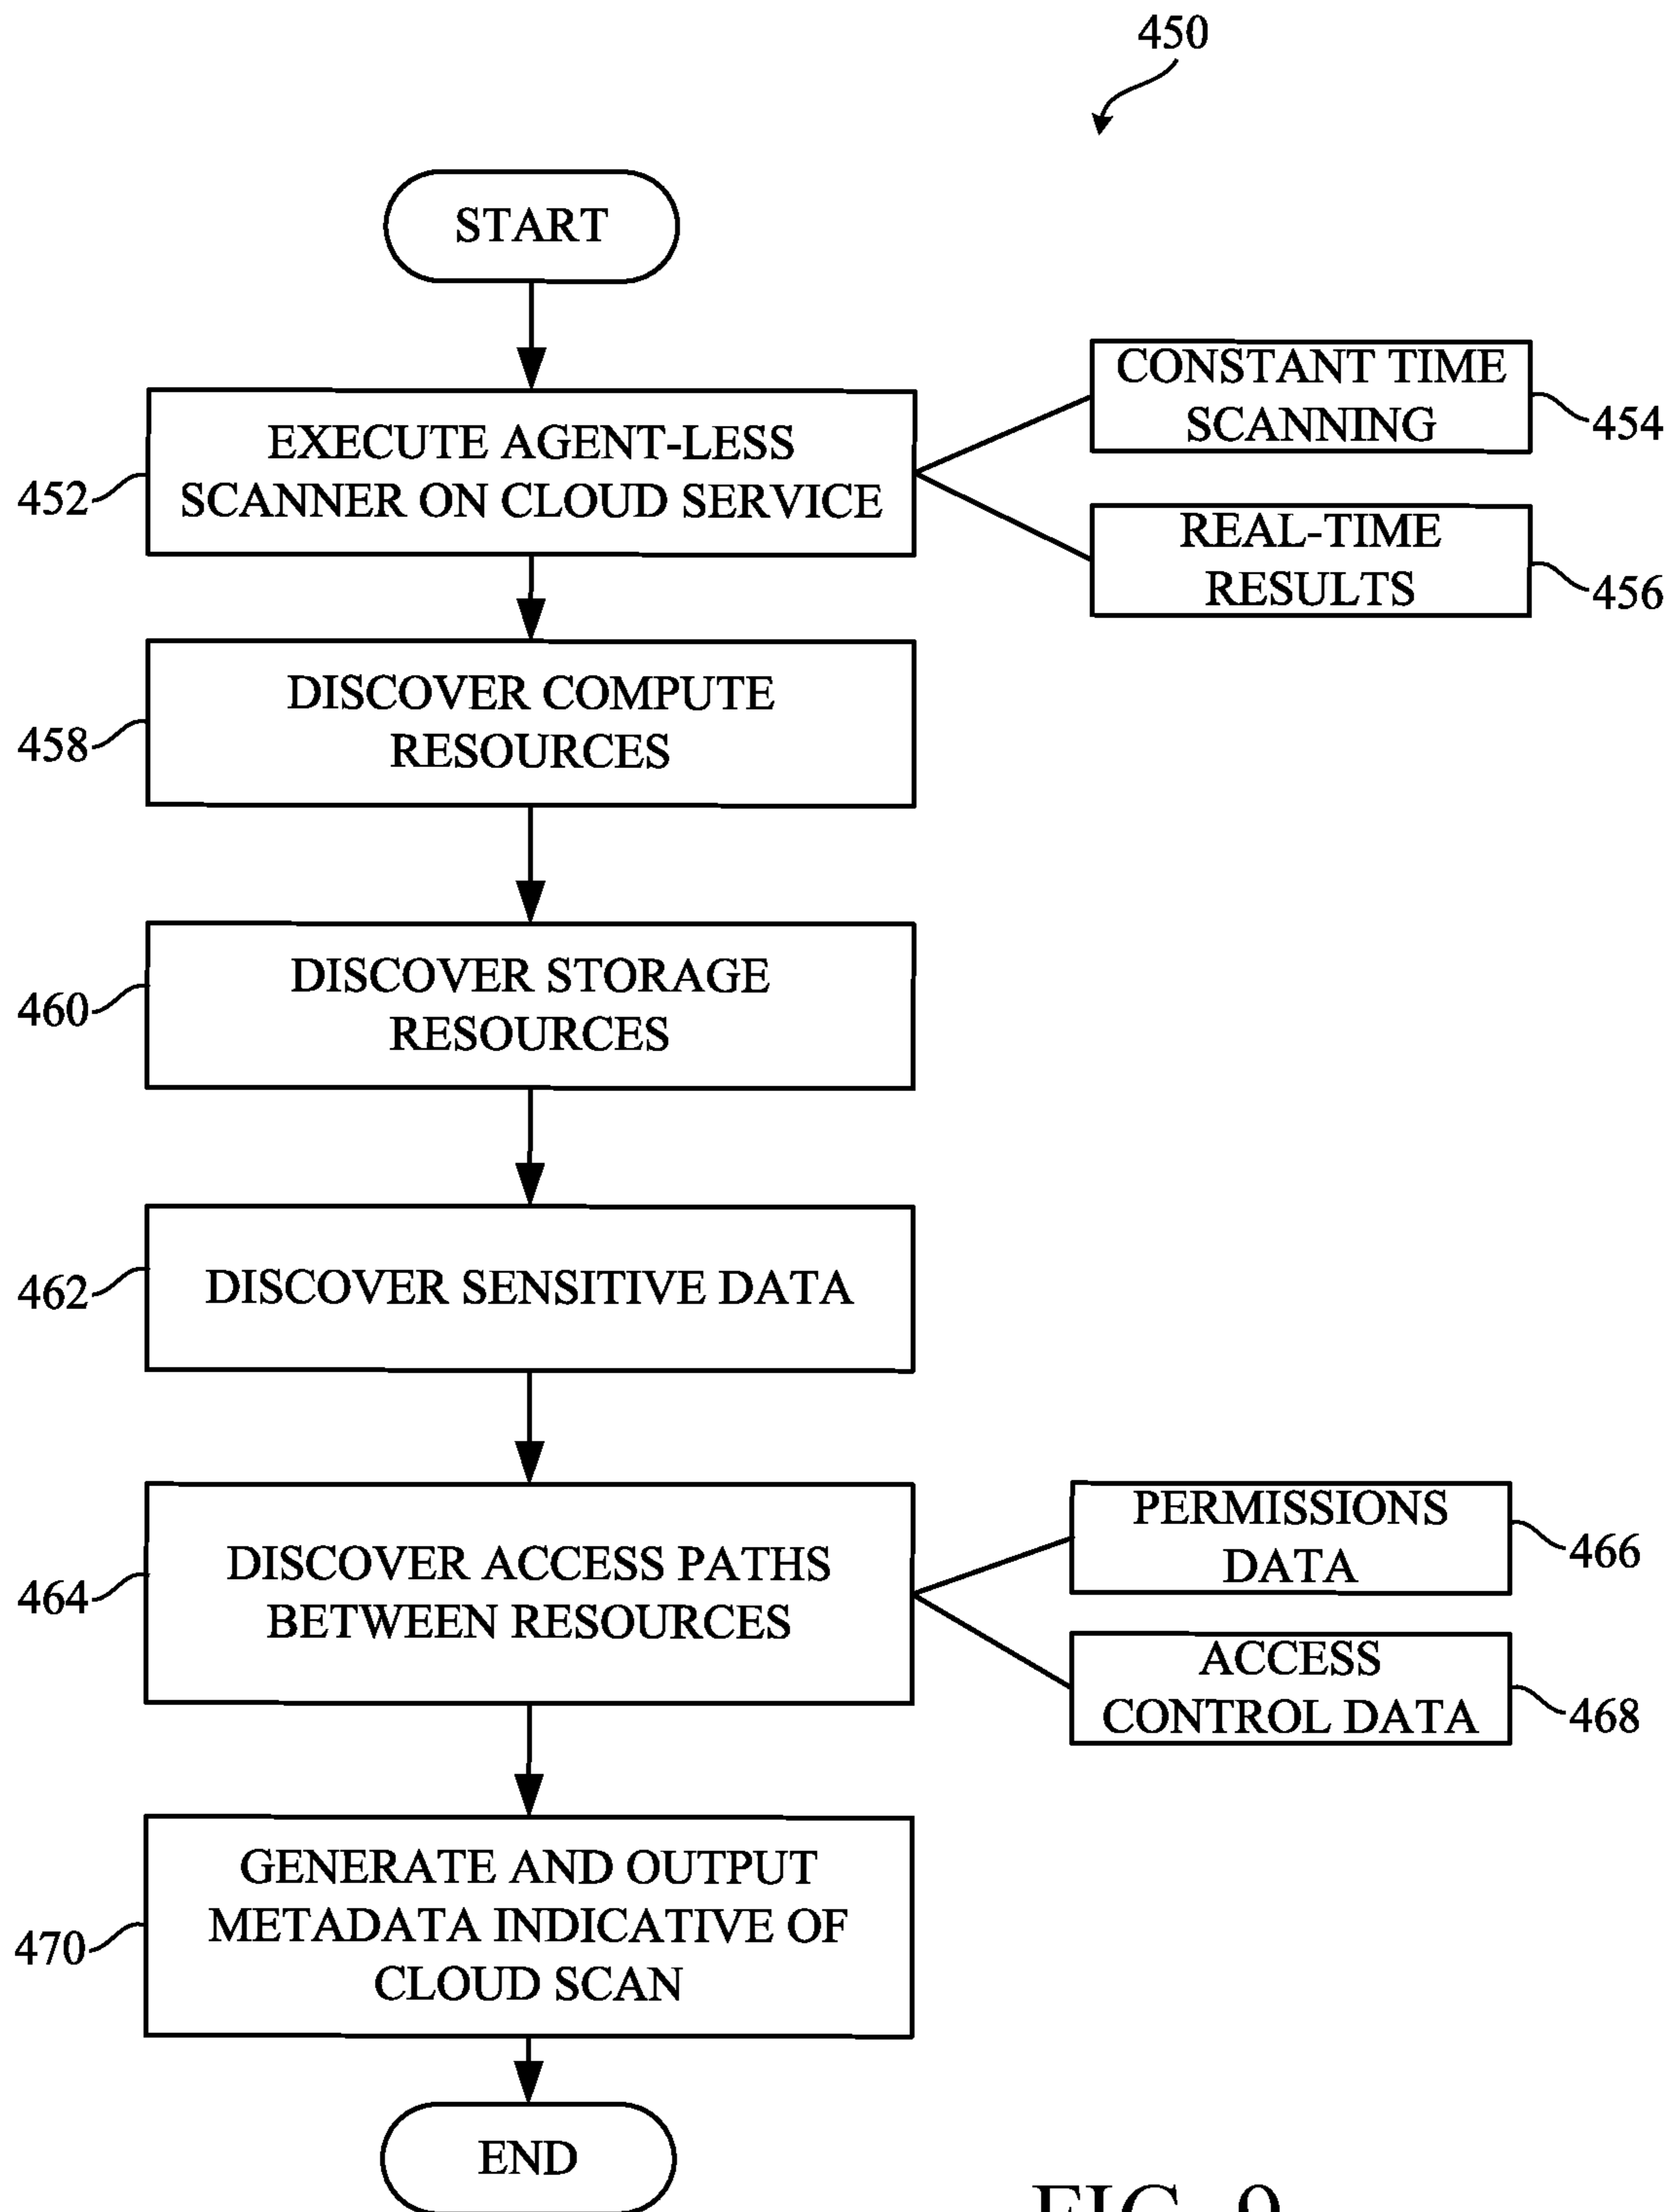 450
START
EXECUTE AGENT-LESS
SCANNER ON CLOUD SERVICE
452
CONSTANT TIME
SCANNING
454
REAL-TIME
RESULTS
456
DISCOVER COMPUTE
RESOURCES
458
DISCOVER STORAGE
RESOURCES
460
DISCOVER SENSITIVE DATA
462
DISCOVER ACCESS PATHS
BETWEEN RESOURCES
464
PERMISSIONS
DATA
466
ACCESS
CONTROL DATA
468
GENERATE AND OUTPUT
METADATA INDICATIVE OF
CLOUD SCAN
470
END
FIG. 9